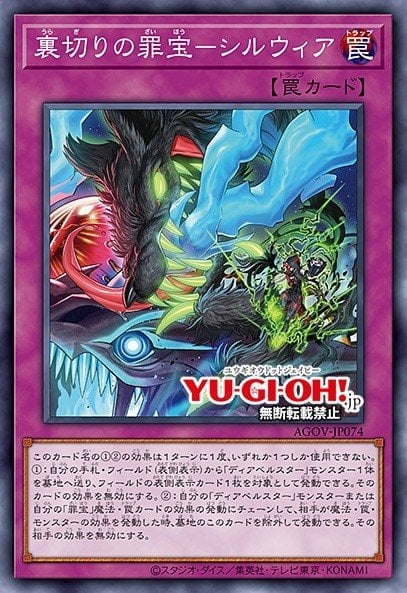 裏切りの罪宝－シルウィア
罠
【罠カード】
ユウギオウドットジェイピー
YU-GI-OH!.jp
無断転載禁止
AGOV-JP074
このカード名の①②の効果は1ターンに1度、いずれか1つしか使用できない。
①：自分の手札・フィールド(表側表示)から「ディアベルスター」モンスター1体
を墓地へ送り、フィールドの表側表示カード1枚を対象として発動できる。その
カードの効果を無効にする。②：自分の「ディアベルスター」モンスターまたは
自分の「罪宝」魔法・罠カードの効果の発動にチェーンして、相手が魔法・罠・
モンスターの効果を発動した時、墓地のこのカードを除外して発動できる。その
相手の効果を無効にする。
©スタジオ・ダイス／集英社・テレビ東京・KONAMI